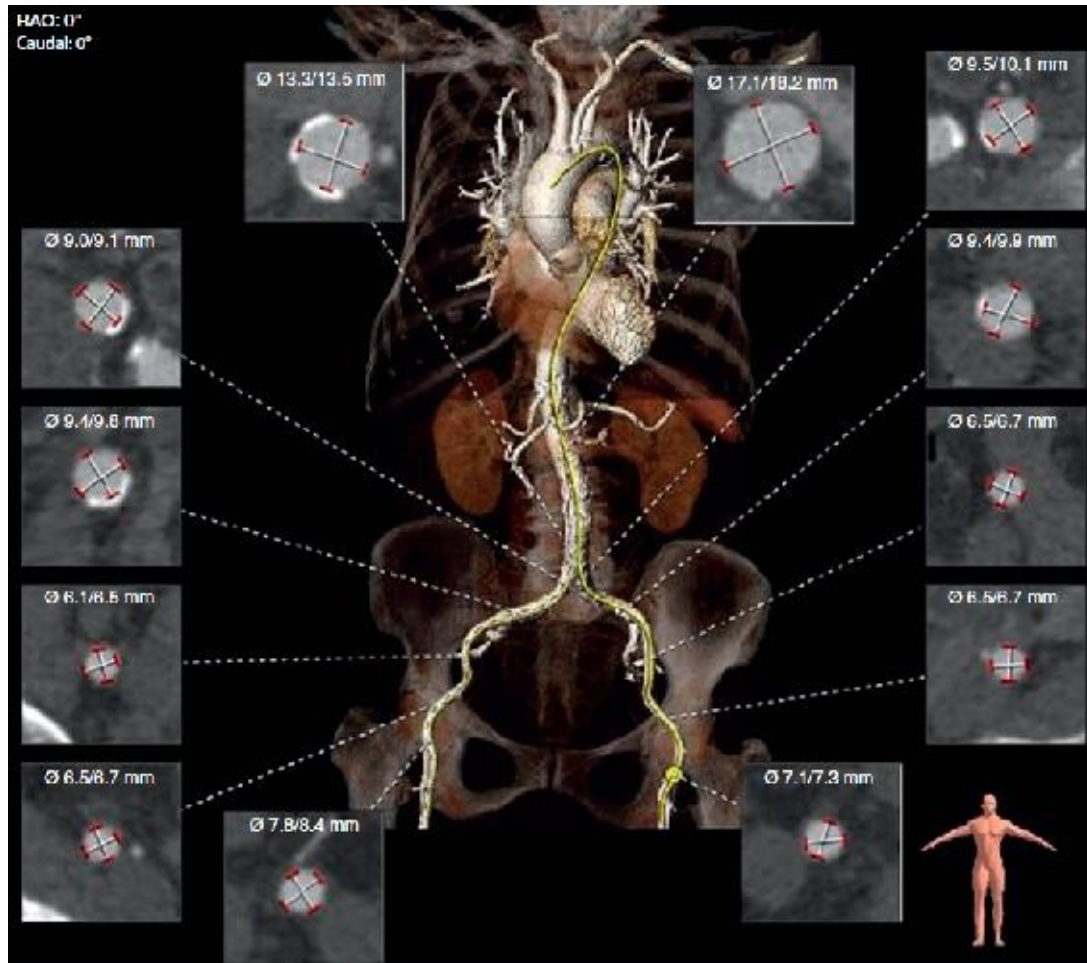 RAO: 0°
Caudal: 0°
Ø 13.3/13.5 mm
Ø 17.1/18.2 mm
Ø 9.5/10.1 mm
Ø 9.0/9.1 mm
Ø 9.4/9.9 mm
Ø 9.4/9.8 mm
Ø 6.5/6.7 mm
Ø 6.1/6.5 mm
Ø 6.5/6.7 mm
Ø 6.5/6.7 mm
Ø 7.8/8.4 mm
Ø 7.1/7.3 mm